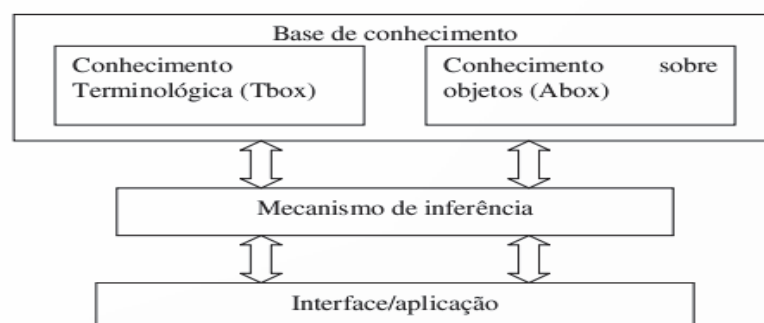 Base de conhecimento
Conhecimento
Terminológica (Tbox)
Conhecimento sobre
objetos (Abox)
Mecanismo de inferência
Interface/aplicação